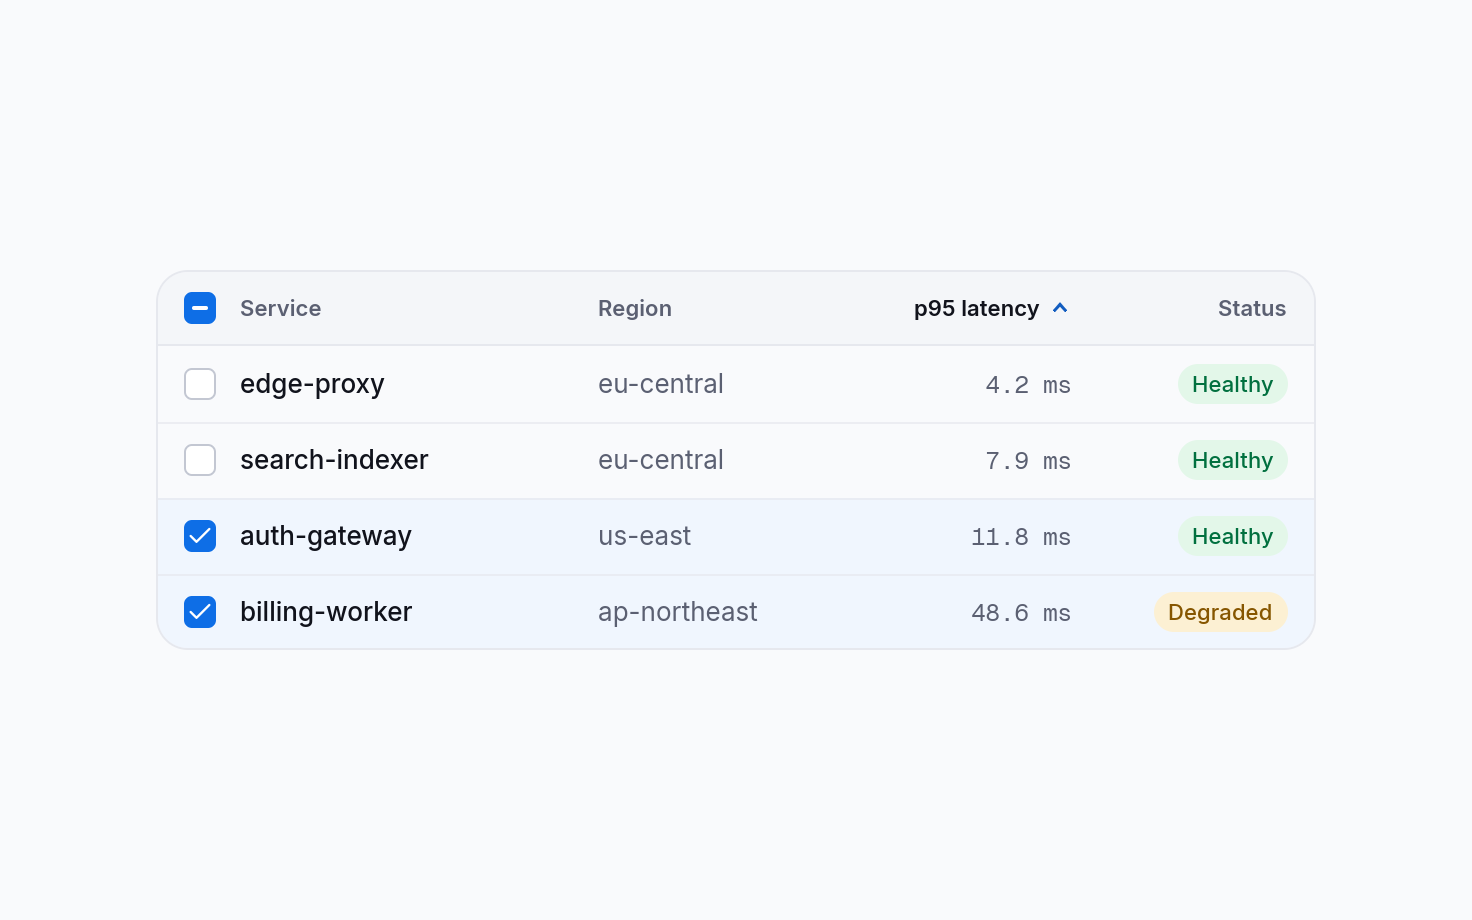 Service Region p95 latency Status
edge-proxy eu-central 4.2 ms Healthy
search-indexer eu-central 7.9 ms Healthy
auth-gateway us-east 11.8 ms Healthy
billing-worker ap-northeast 48.6 ms Degraded